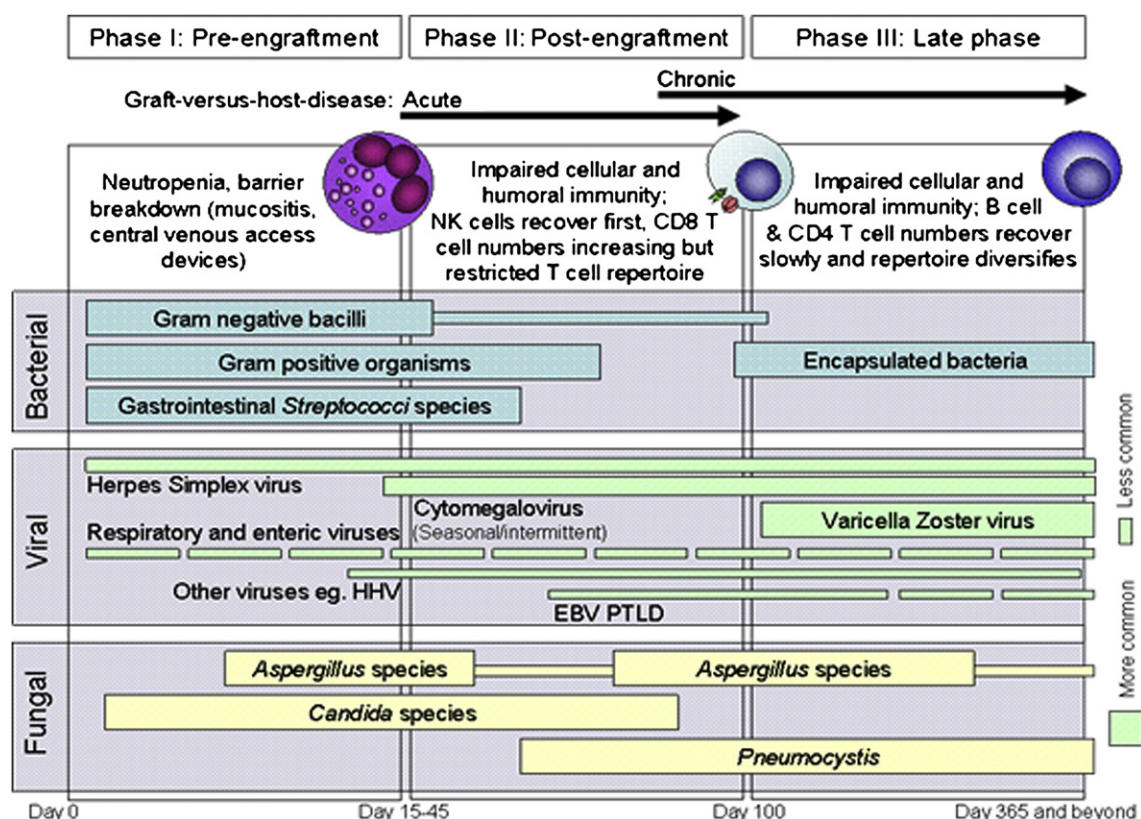 Phase I: Pre-engraftment
Phase II: Post-engraftment
Phase III: Late phase
Chronic
Graft-versus-host-disease: Acute
Neutropenia, barrier
breakdown (mucositis,
central venous access
devices)
Impaired cellular and
humoral immunity;
NK cells recover first, CD8 T
cell numbers increasing but
restricted T cell repertoire
Impaired cellular and
humoral immunity; B cell
& CD4 T cell numbers recover
slowly and repertoire diversifies
Bacterial
Gram negative bacilli
Gram positive organisms
Encapsulated bacteria
Gastrointestinal Streptococci species
Viral
Herpes Simplex virus
Cytomegalovirus
(Seasonal/intermittent)
Respiratory and enteric viruses
Varicella Zoster virus
Other viruses eg. HHV
EBV PTLD
Fungal
Aspergillus species
Aspergillus species
Candida species
Pneumocystis
Less common
More common
Day 0
Day 15-45
Day 100
Day 365 and beyond